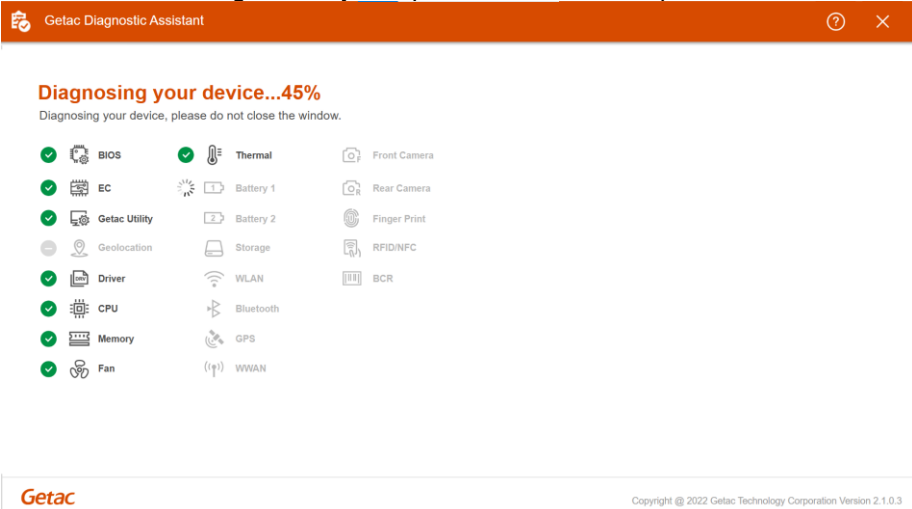 Getac Diagnostic Assistant
Diagnosing your device...45%
Diagnosing your device, please do not close the window.
BIOS
EC
Getac Utility
Geolocation
Driver
CPU
Memory
Fan
Thermal
1 Battery 1
2 Battery 2
Storage
WLAN
Bluetooth
GPS
WWAN
F Front Camera
R Rear Camera
Finger Print
RFID/NFC
BCR
Getac
Copyright @ 2022 Getac Technology Corporation Version 2.1.0.3